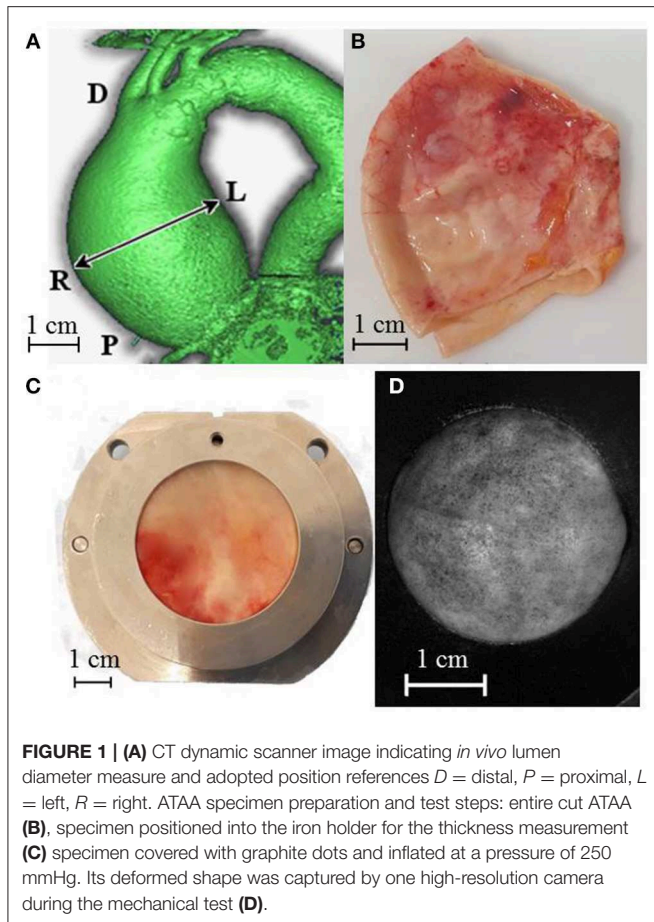 A
B
D
L
R
1 cm
P
1 cm
C
D
1 cm
1 cm
FIGURE 1 | (A) CT dynamic scanner image indicating in vivo lumen
diameter measure and adopted position references D = distal, P = proximal, L
= left, R = right. ATAA specimen preparation and test steps: entire cut ATAA
(B), specimen positioned into the iron holder for the thickness measurement
(C) specimen covered with graphite dots and inflated at a pressure of 250
mmHg. Its deformed shape was captured by one high-resolution camera
during the mechanical test (D).